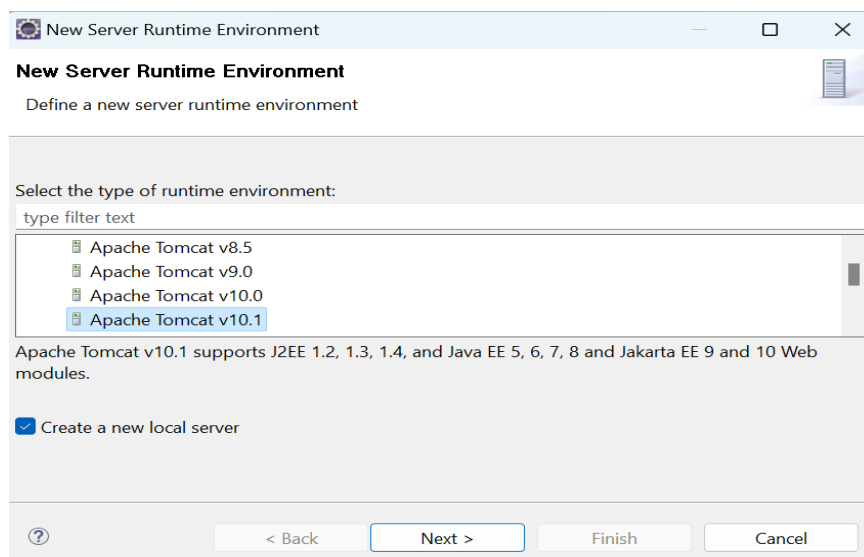 New Server Runtime Environment
New Server Runtime Environment
Define a new server runtime environment
Select the type of runtime environment:
type filter text
Apache Tomcat v8.5
Apache Tomcat v9.0
Apache Tomcat v10.0
Apache Tomcat v10.1
Apache Tomcat v10.1 supports J2EE 1.2, 1.3, 1.4, and Java EE 5, 6, 7, 8 and Jakarta EE 9 and 10 Web
modules.
Create a new local server
? < Back Next > Finish Cancel